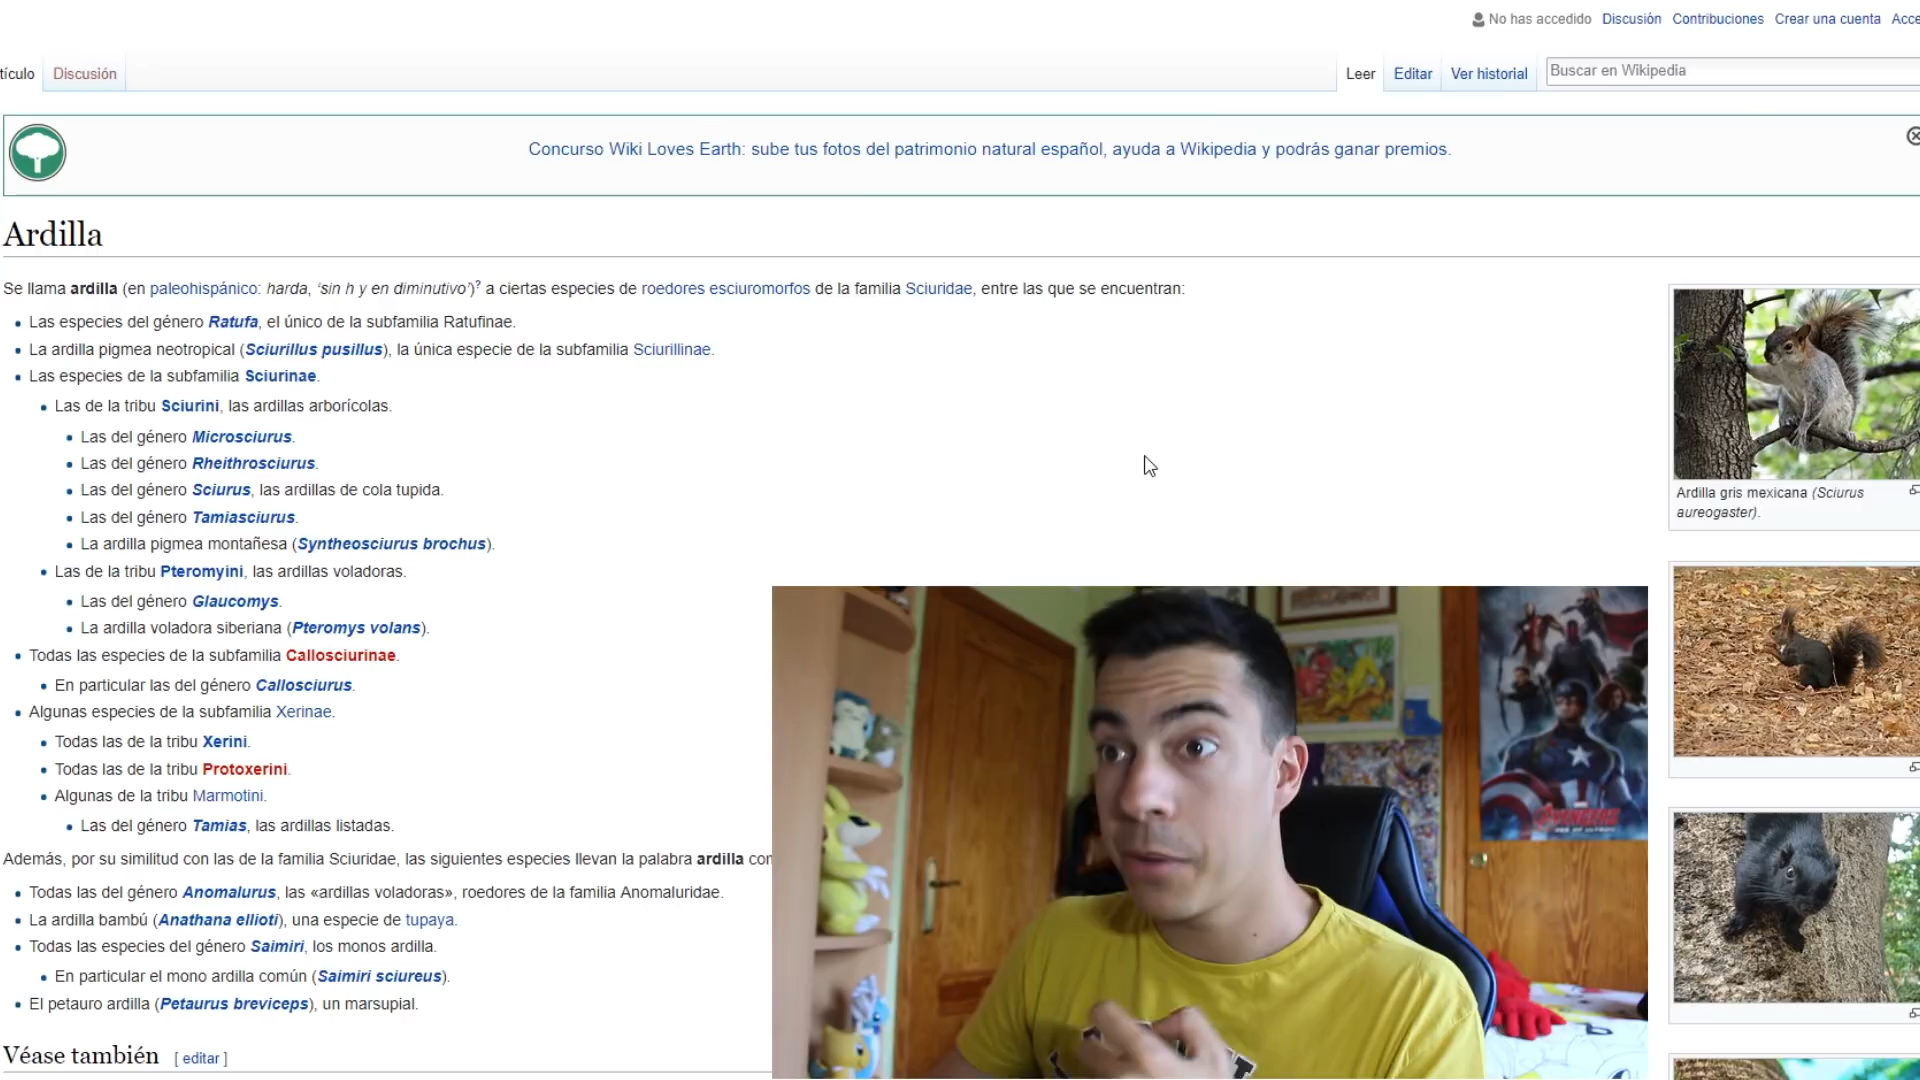 No has accedido Discusión Contribuciones Crear una cuenta Acce
tículo Discusión Leer Editar Ver historial Buscar en Wikipedia
Concurso Wiki Loves Earth: sube tus fotos del patrimonio natural español, ayuda a Wikipedia y podrás ganar premios.
Ardilla
Se llama ardilla (en paleohispánico: harda, ‘sin h y en diminutivo’)? a ciertas especies de roedores esciuromorfos de la familia Sciuridae, entre las que se encuentran:
Las especies del género Ratufa, el único de la subfamilia Ratufinae.
La ardilla pigmea neotropical (Sciurillus pusillus), la única especie de la subfamilia Sciurillinae.
Las especies de la subfamilia Sciurinae.
Las de la tribu Sciurini, las ardillas arborícolas.
Las del género Microsciurus.
Las del género Rheithrosciurus.
Las del género Sciurus, las ardillas de cola tupida.
Las del género Tamiasciurus.
La ardilla pigmea montañesa (Syntheosciurus brochus).
Las de la tribu Pteromyini, las ardillas voladoras.
Las del género Glaucomys.
La ardilla voladora siberiana (Pteromys volans).
Todas las especies de la subfamilia Callosciurinae.
En particular las del género Callosciurus.
Algunas especies de la subfamilia Xerinae.
Todas las de la tribu Xerini.
Todas las de la tribu Protoxerini.
Algunas de la tribu Marmotini.
Las del género Tamias, las ardillas listadas.
Además, por su similitud con las de la familia Sciuridae, las siguientes especies llevan la palabra ardilla con
Todas las del género Anomalurus, las «ardillas voladoras», roedores de la familia Anomaluridae.
La ardilla bambú (Anathana ellioti), una especie de tupaya.
Todas las especies del género Saimiri, los monos ardilla.
En particular el mono ardilla común (Saimiri sciureus).
El petauro ardilla (Petaurus breviceps), un marsupial.
Véase también [ editar ]
Ardilla gris mexicana (Sciurus
aureogaster).
AVENGERS